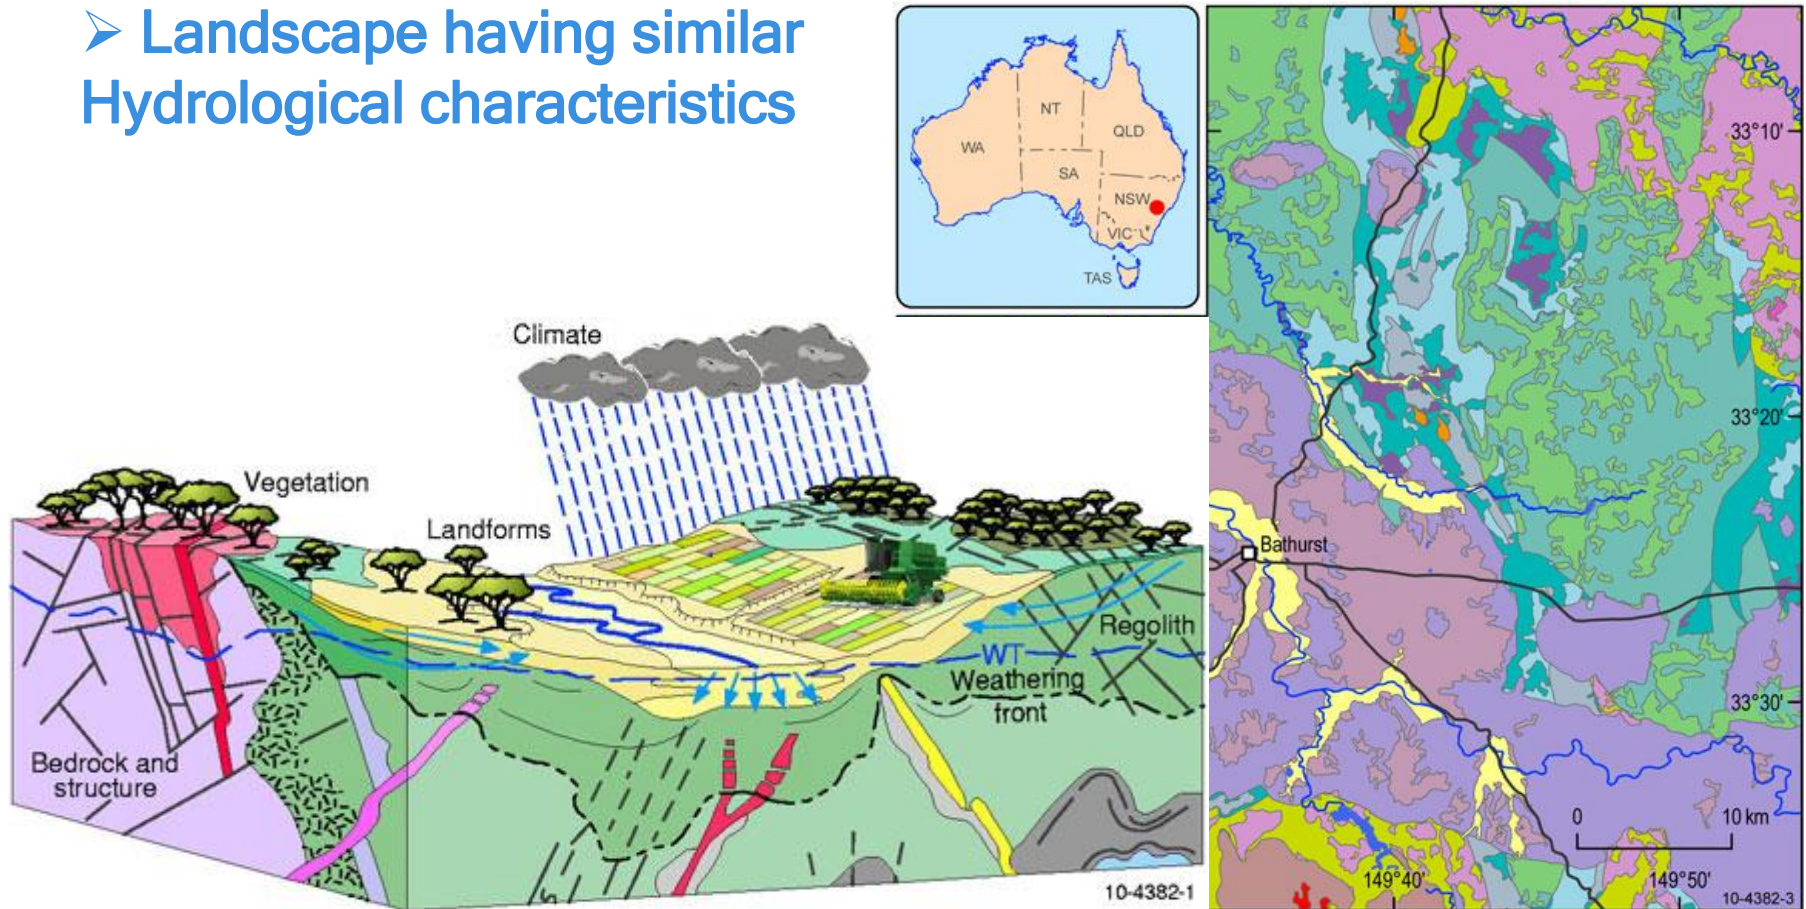 ➢ Landscape having similar
Hydrological characteristics
WA
NT
QLD
SA
NSW
VIC
TAS
Climate
Vegetation
Landforms
Regolith
WT
Weathering
front
Bedrock and
structure
10-4382-1
33°10'
33°20'
Bathurst
33°30'
0 10 km
149°40' 149°50'
10-4382-3